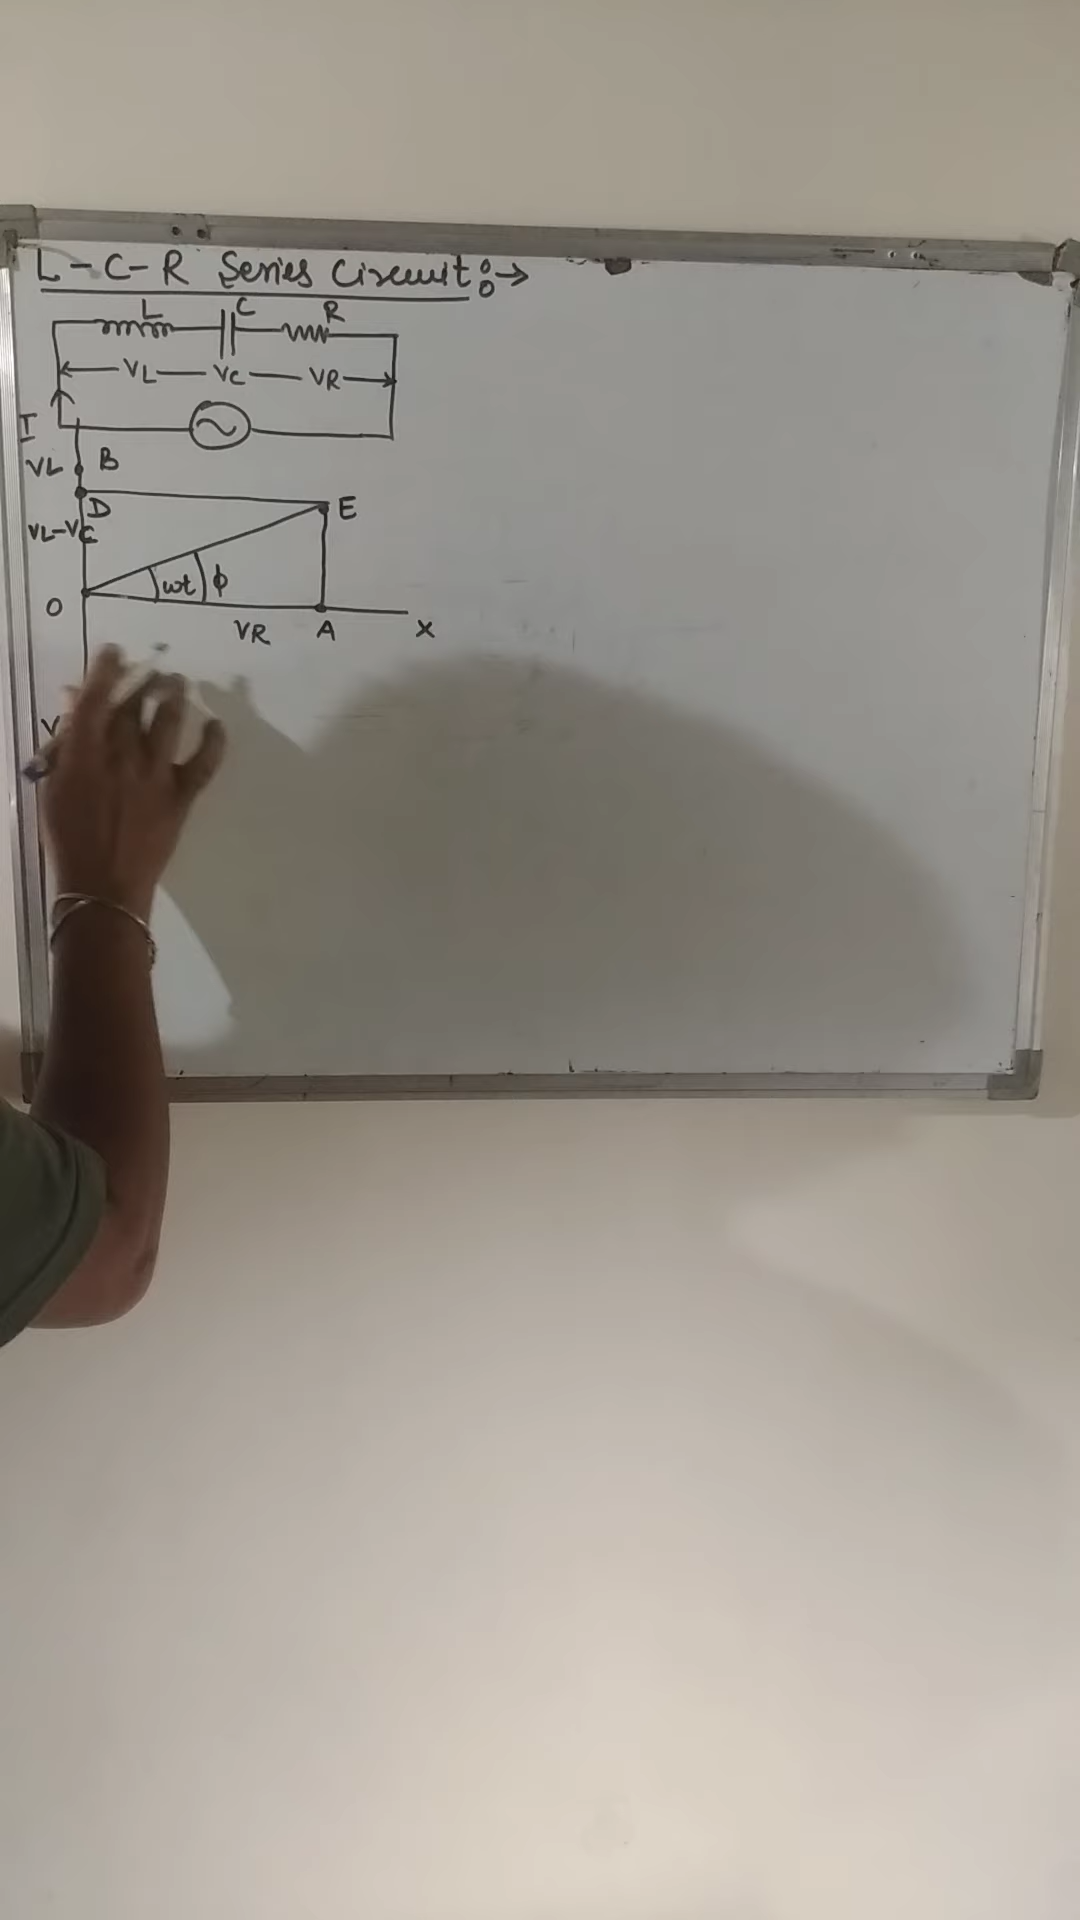 L-C-R Series Circuit:→
L C R
VL VC VR
I
VL B
D E
VL-VC
ωt ϕ
O
VR A X
V